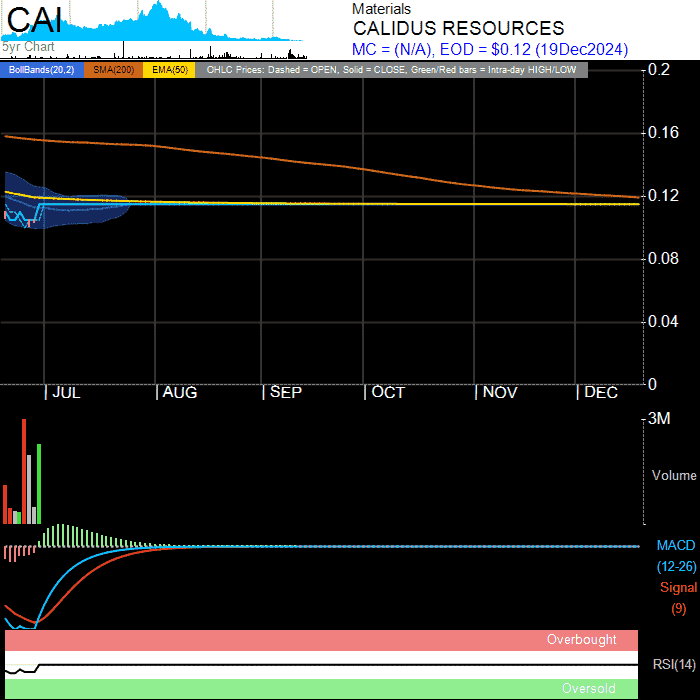 CAI
5yr Chart
Materials
CALIDUS RESOURCES
MC = (N/A), EOD = $0.12 (19Dec2024)
BollBands(20,2) SMA(200) EMA(50) OHLC Prices: Dashed = OPEN, Solid = CLOSE, Green/Red bars = Intra-day HIGH/LOW
0.2
0.16
0.12
0.08
0.04
0
JUL AUG SEP OCT NOV DEC
3M
Volume
MACD
(12-26)
Signal
(9)
Overbought
RSI(14)
Oversold